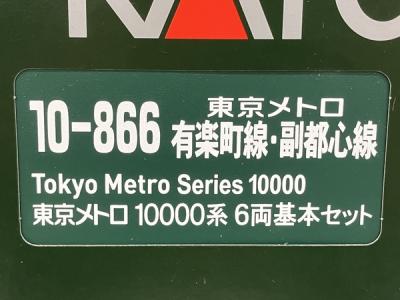 KATO
10-866 東京メトロ
有楽町線・副都心線
Tokyo Metro Series 10000
東京メトロ 10000系 6両基本セット